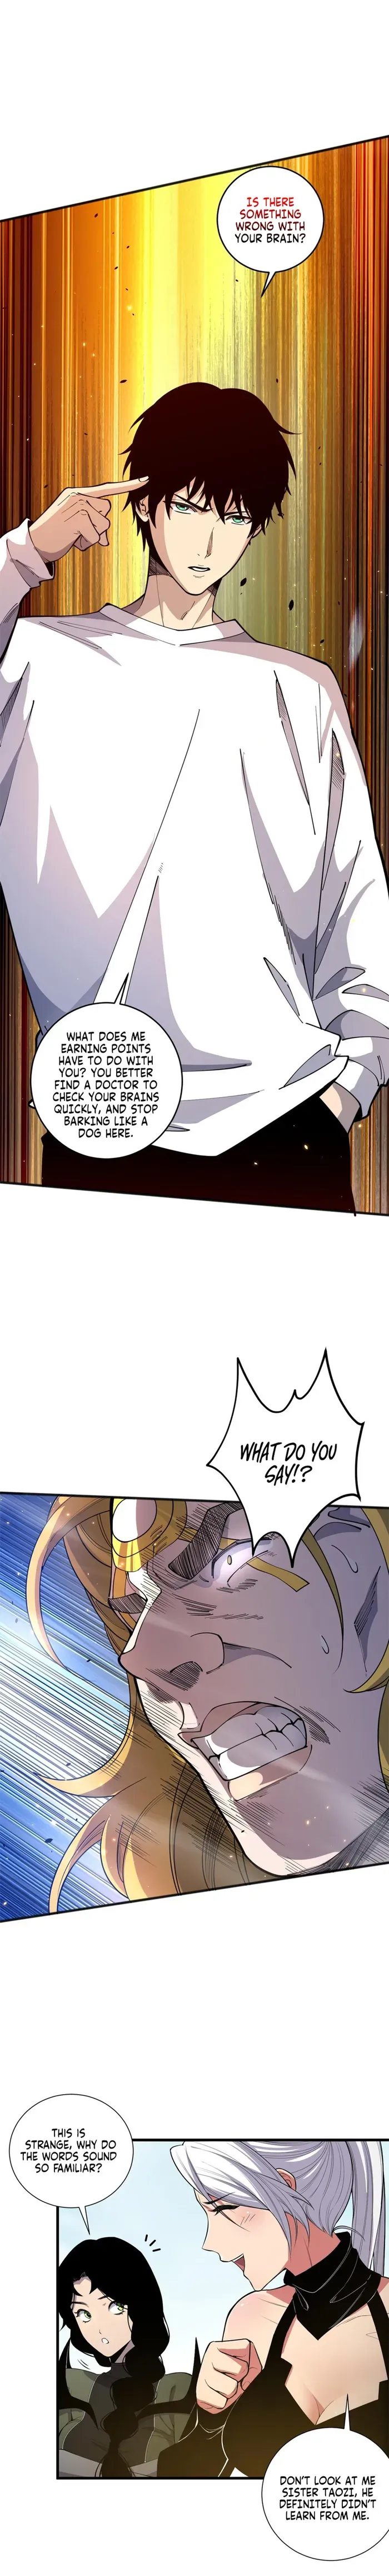 IS THERE
SOMETHING
WRONG WITH
YOUR BRAIN?
WHAT DOES ME
EARNING POINTS
HAVE TO DO WITH
YOU? YOU BETTER
FIND A DOCTOR TO
CHECK YOUR BRAINS
QUICKLY, AND STOP
BARKING LIKE A
DOG HERE.
WHAT DO YOU
SAY!?
THIS IS
STRANGE, WHY DO
THE WORDS SOUND
SO FAMILIAR?
DON'T LOOK AT ME
SISTER TAOZI, HE
DEFINITELY DIDN'T
LEARN FROM ME.